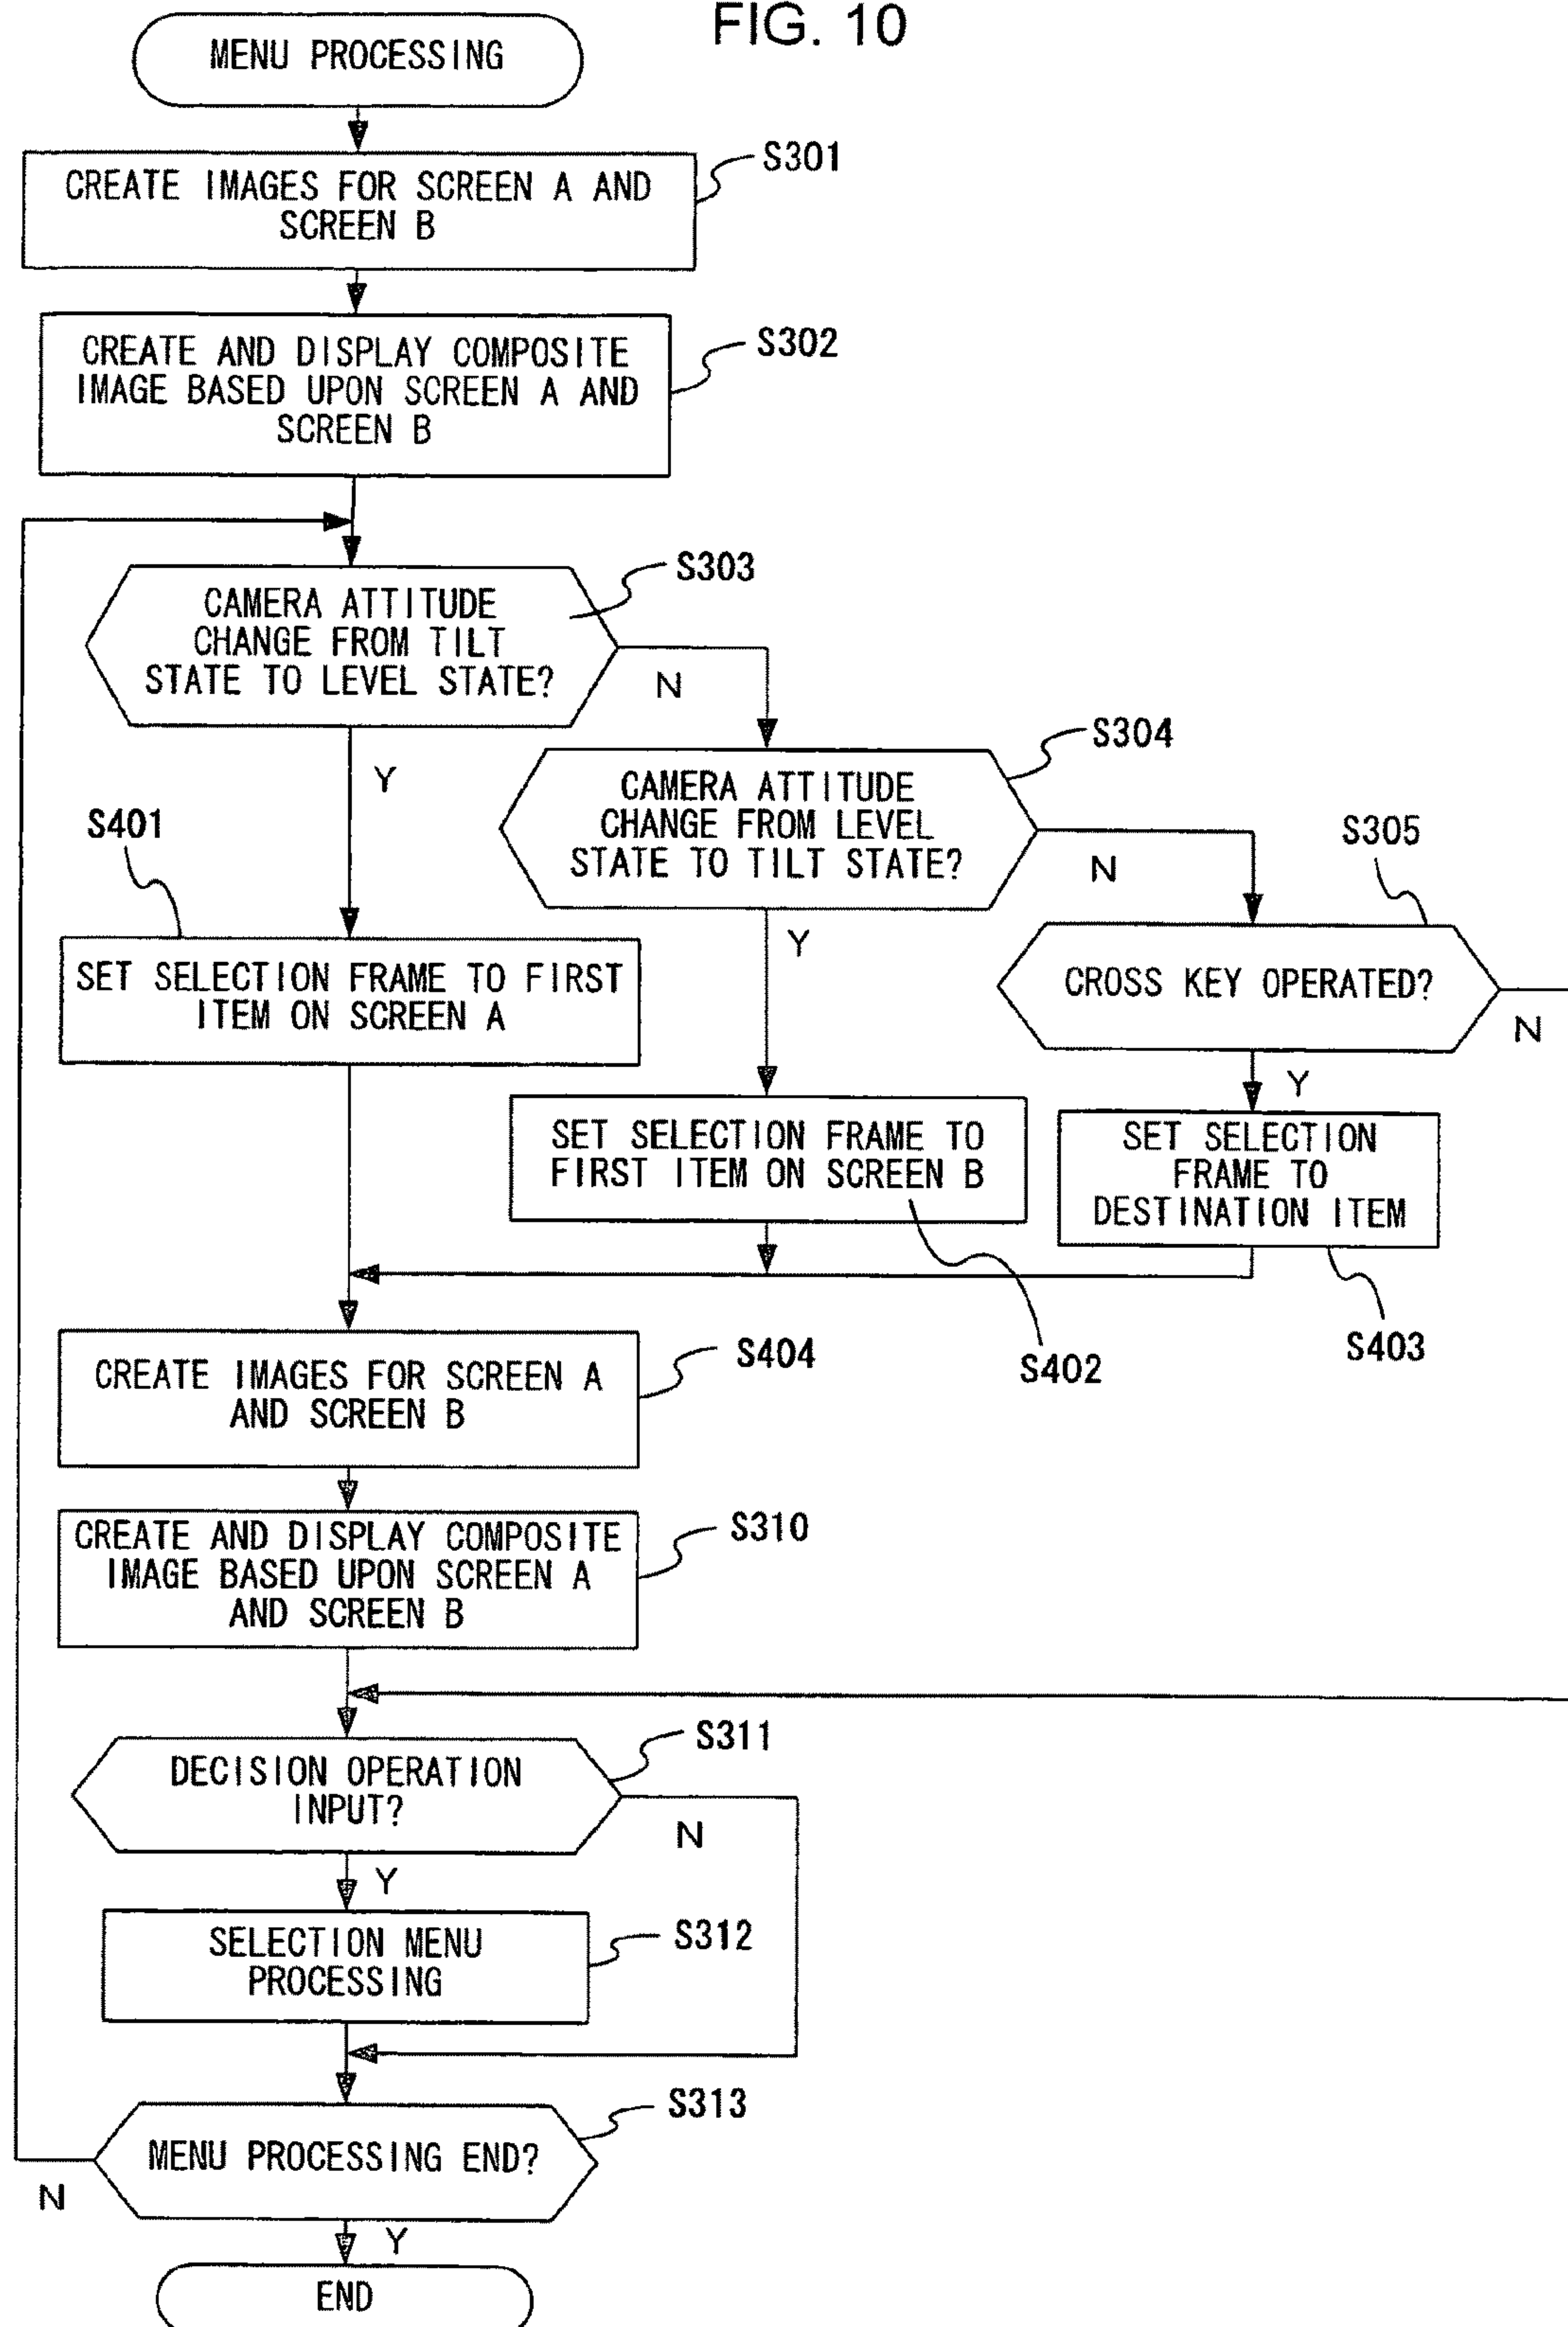 FIG. 10
MENU PROCESSING
S301
CREATE IMAGES FOR SCREEN A AND
SCREEN B
S302
CREATE AND DISPLAY COMPOSITE
IMAGE BASED UPON SCREEN A AND
SCREEN B
S303
CAMERA ATTITUDE
CHANGE FROM TILT
STATE TO LEVEL STATE?
N
Y
S304
CAMERA ATTITUDE
CHANGE FROM LEVEL
STATE TO TILT STATE?
N
Y
S305
CROSS KEY OPERATED?
N
Y
S401
SET SELECTION FRAME TO FIRST
ITEM ON SCREEN A
SET SELECTION FRAME TO
FIRST ITEM ON SCREEN B
S402
SET SELECTION
FRAME TO
DESTINATION ITEM
S403
CREATE IMAGES FOR SCREEN A
AND SCREEN B
S404
CREATE AND DISPLAY COMPOSITE
IMAGE BASED UPON SCREEN A
AND SCREEN B
S310
S311
DECISION OPERATION
INPUT?
N
Y
SELECTION MENU
PROCESSING
S312
S313
MENU PROCESSING END?
N
Y
END